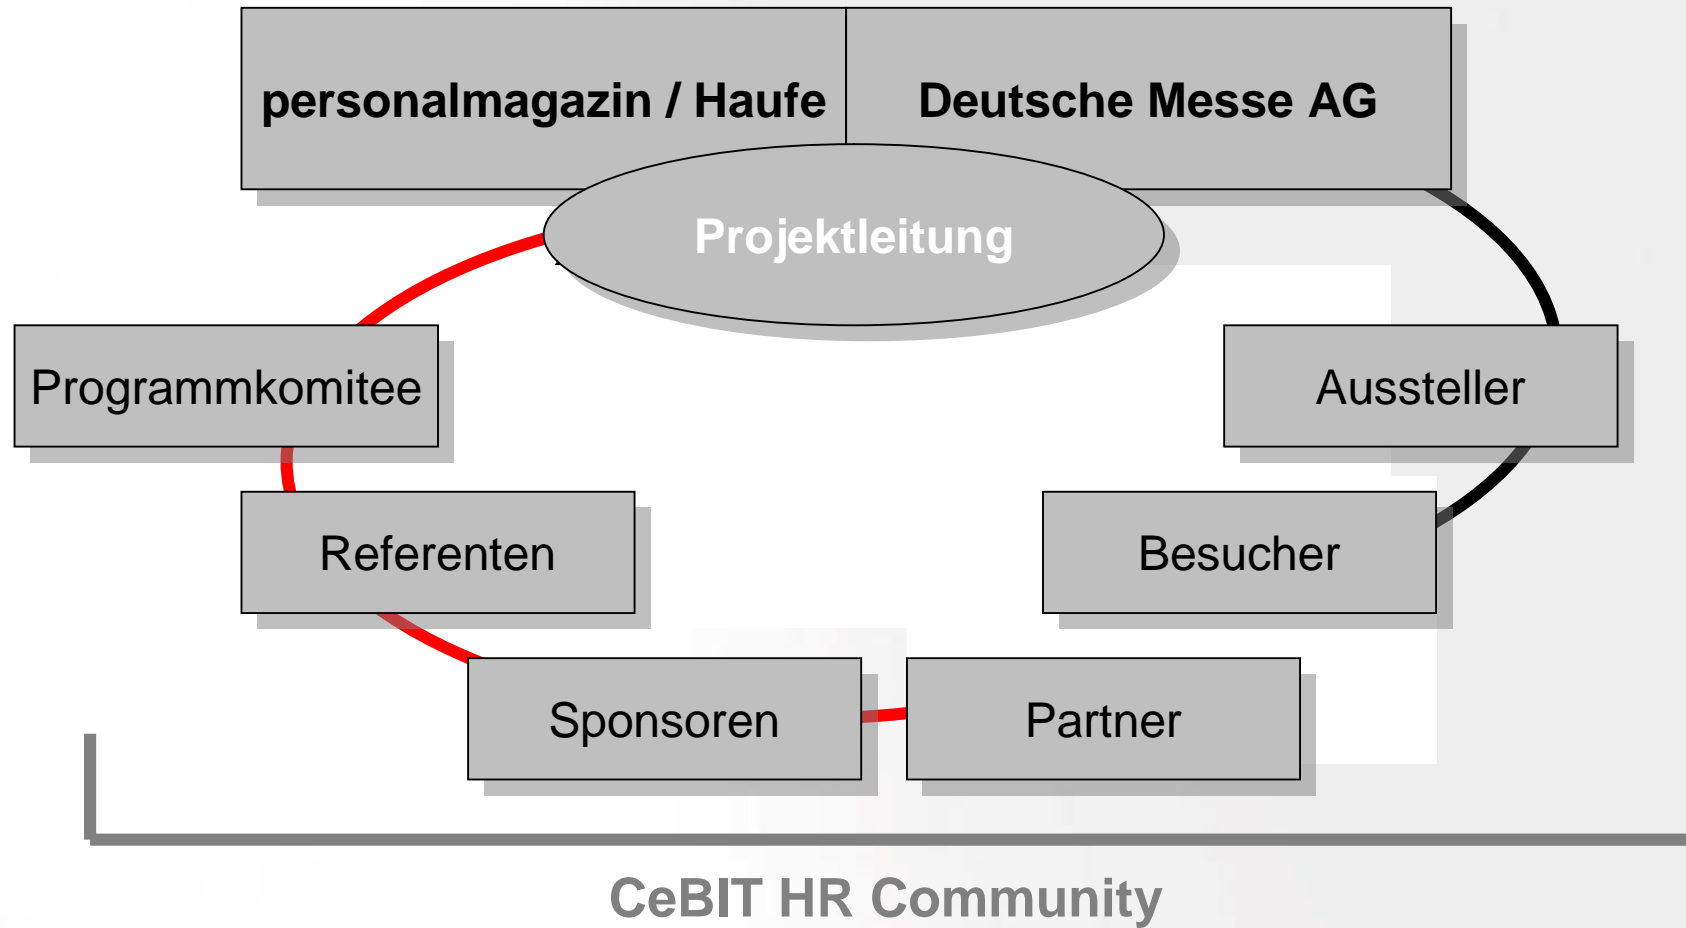 personalmagazin / Haufe
Deutsche Messe AG
Projektleitung
Programmkomitee
Aussteller
Referenten
Besucher
Sponsoren
Partner
CeBIT HR Community